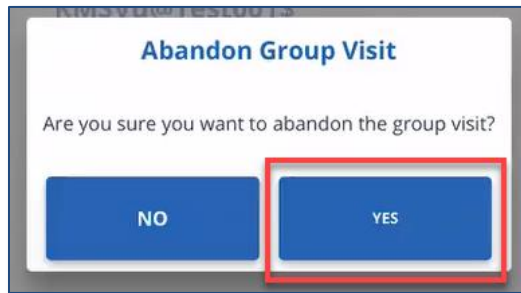 Abandon Group Visit
Are you sure you want to abandon the group visit?
NO
YES